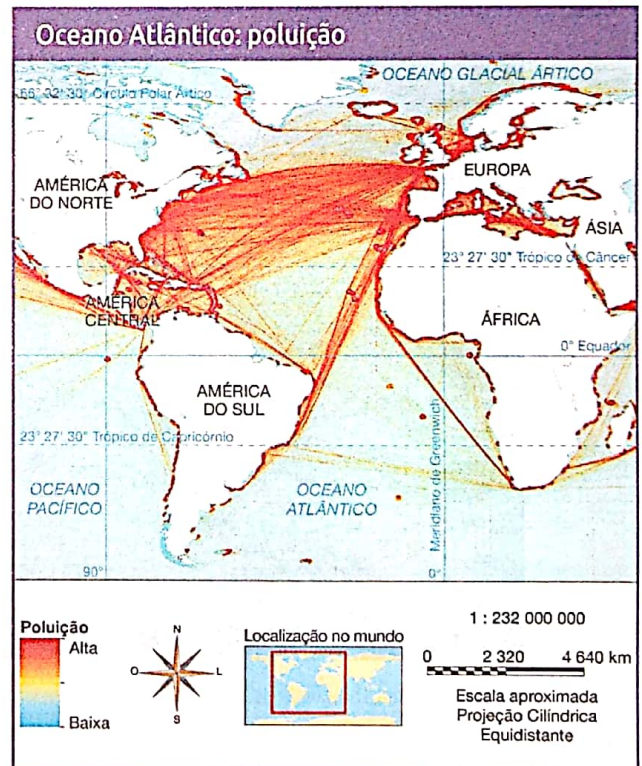 Oceano Atlântico: poluição
OCEANO GLACIAL ÁRTICO
66° 32' 30" Círculo Polar Ártico
AMÉRICA
DO NORTE
EUROPA
ÁSIA
23° 27' 30" Trópico de Câncer
AMÉRICA
CENTRAL
ÁFRICA
0° Equador
AMÉRICA
DO SUL
23° 27' 30" Trópico de Capricórnio
Meridiano de Greenwich
OCEANO
PACÍFICO
OCEANO
ATLÂNTICO
90°
0°
Poluição
Alta
Baixa
N
O
L
S
Localização no mundo
1 : 232 000 000
0 2 320 4 640 km
Escala aproximada
Projeção Cilíndrica
Equidistante